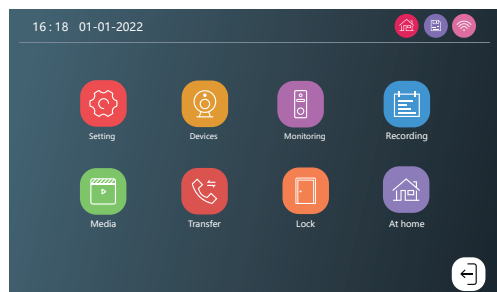 16:18 01-01-2022
Setting Devices Monitoring Recording
Media Transfer Lock At home